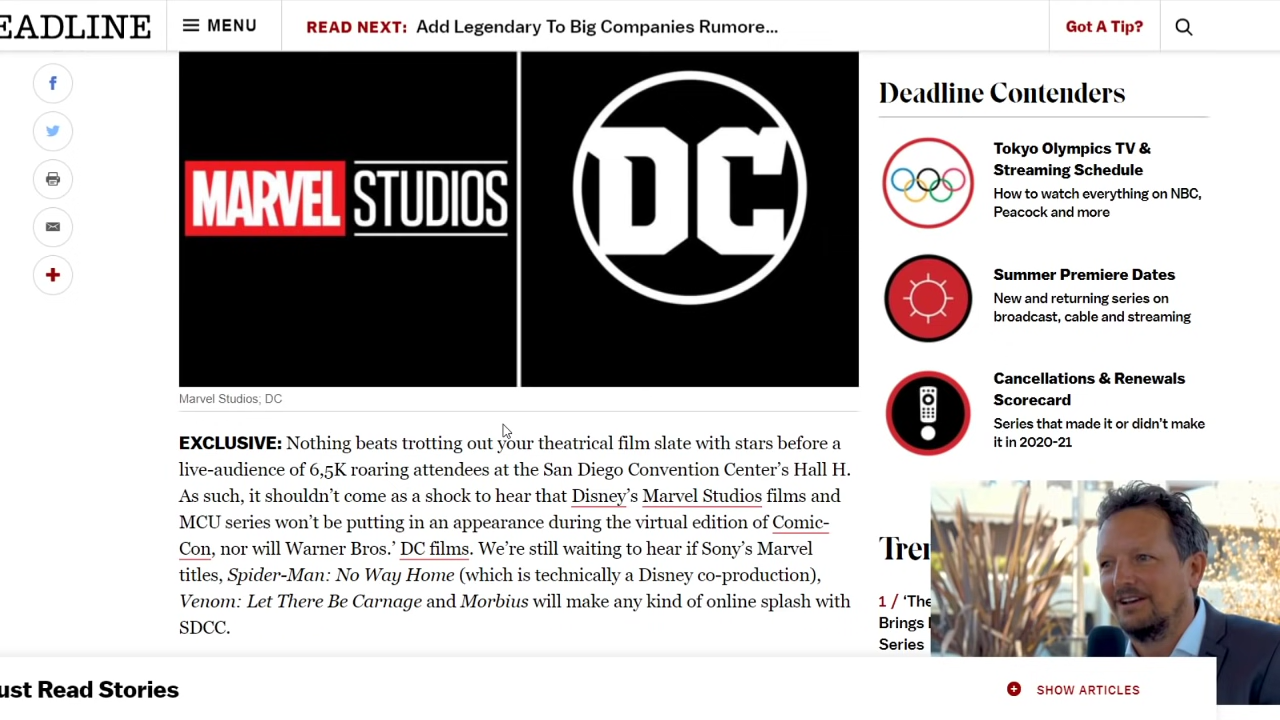 EADLINE
MENU
READ NEXT: Add Legendary To Big Companies Rumore...
Got A Tip?
MARVEL STUDIOS
DC
Marvel Studios; DC
EXCLUSIVE: Nothing beats trotting out your theatrical film slate with stars before a
live-audience of 6,5K roaring attendees at the San Diego Convention Center's Hall H.
As such, it shouldn't come as a shock to hear that Disney's Marvel Studios films and
MCU series won't be putting in an appearance during the virtual edition of Comic-
Con, nor will Warner Bros.' DC films. We're still waiting to hear if Sony's Marvel
titles, Spider-Man: No Way Home (which is technically a Disney co-production),
Venom: Let There Be Carnage and Morbius will make any kind of online splash with
SDCC.
Deadline Contenders
Tokyo Olympics TV &
Streaming Schedule
How to watch everything on NBC,
Peacock and more
Summer Premiere Dates
New and returning series on
broadcast, cable and streaming
Cancellations & Renewals
Scorecard
Series that made it or didn't make
it in 2020-21
Tre
1 / 'The
Brings
Series
ust Read Stories
SHOW ARTICLES